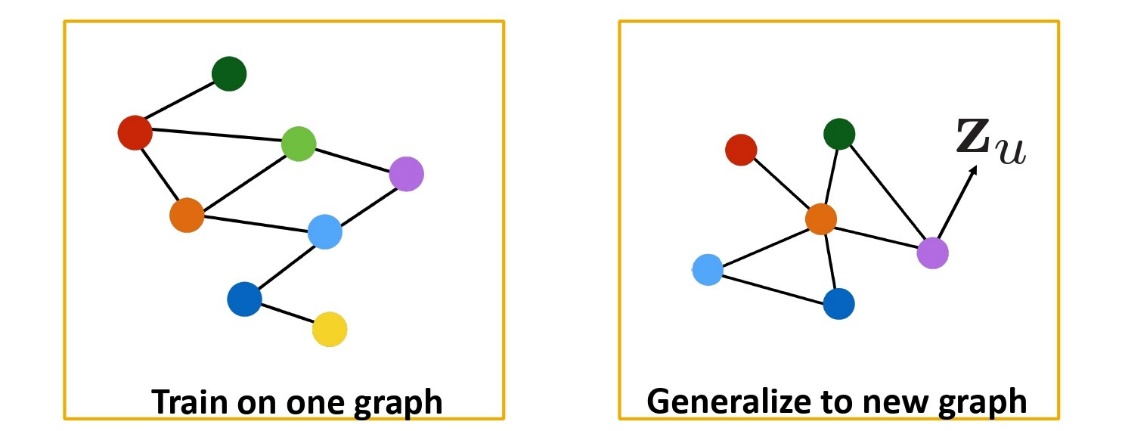 Train on one graph
z_u
Generalize to new graph